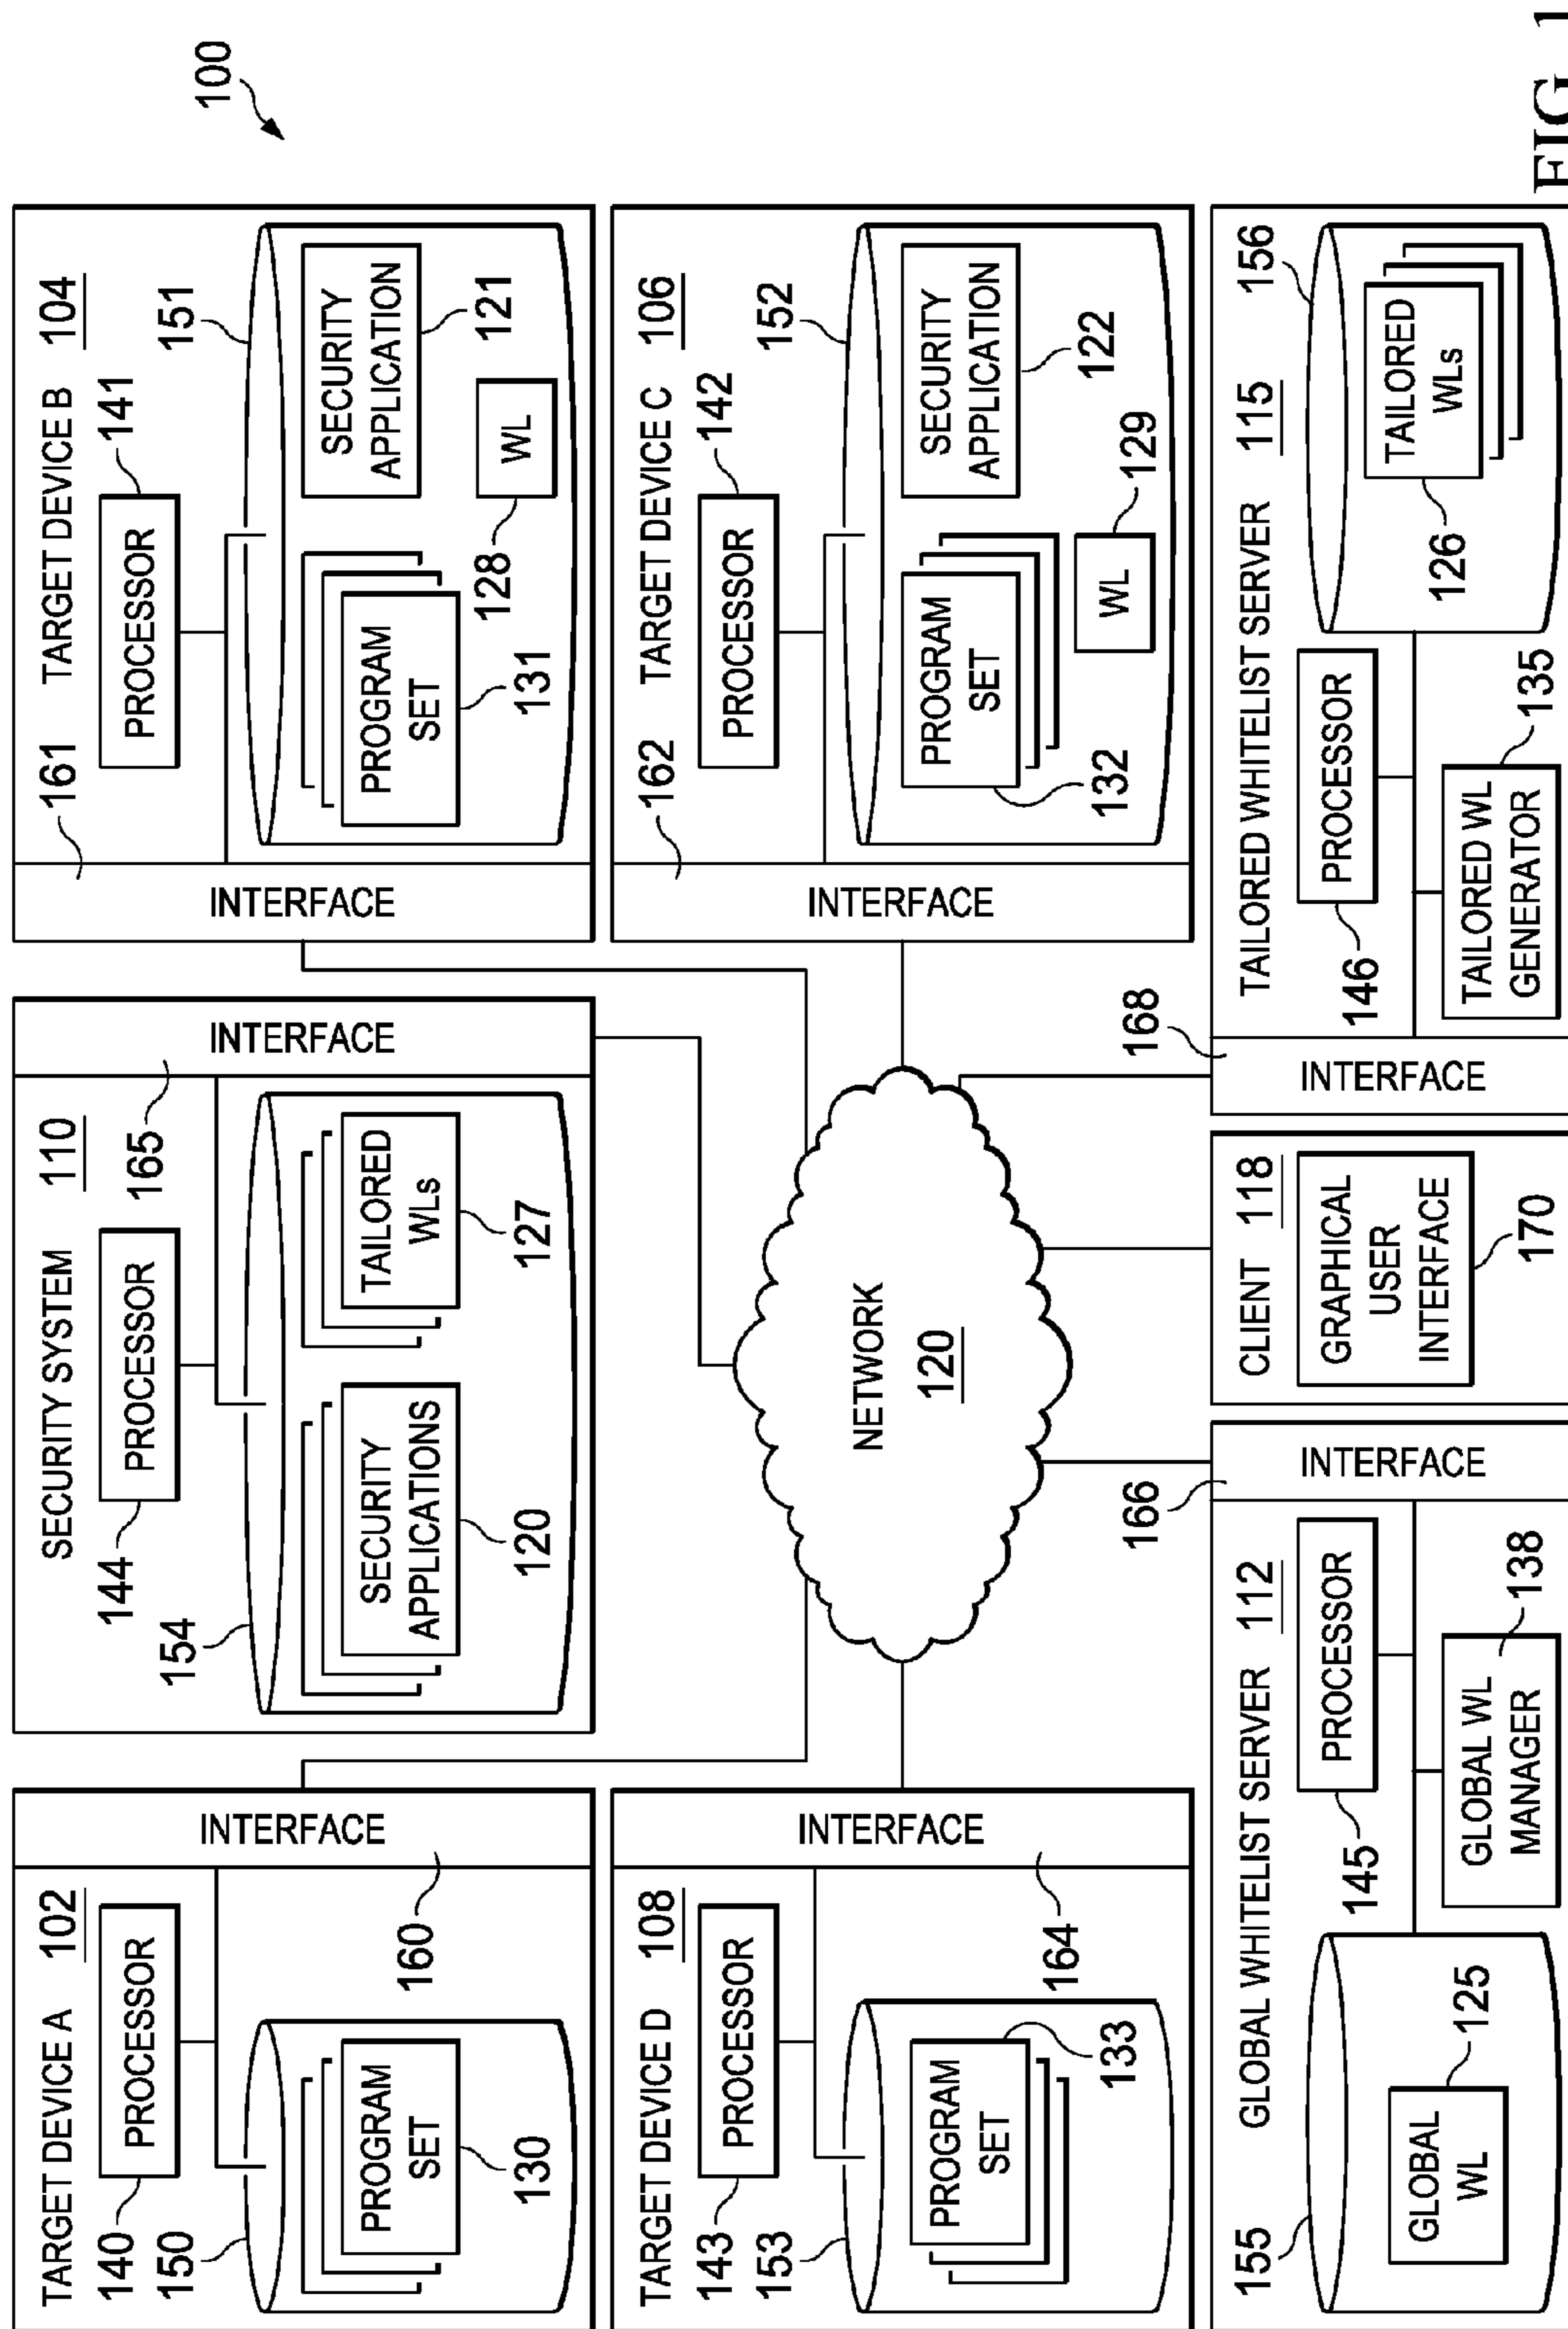 100
TARGET DEVICE A 102
140
PROCESSOR
150
PROGRAM
SET
130
INTERFACE
160
SECURITY SYSTEM 110
144
PROCESSOR
165
154
SECURITY
APPLICATIONS
120
TAILORED
WLs
127
INTERFACE
161
TARGET DEVICE B 104
PROCESSOR
141
151
INTERFACE
PROGRAM
SET
131
SECURITY
APPLICATION
121
128
WL
TARGET DEVICE D 108
143
PROCESSOR
153
PROGRAM
SET
133
INTERFACE
164
NETWORK
120
162
TARGET DEVICE C 106
PROCESSOR
142
152
INTERFACE
PROGRAM
SET
132
SECURITY
APPLICATION
122
WL
129
GLOBAL WHITELIST SERVER 112
155
GLOBAL
WL
125
PROCESSOR
145
GLOBAL WL
MANAGER
138
166
INTERFACE
CLIENT 118
GRAPHICAL
USER
INTERFACE
170
168
INTERFACE
TAILORED WHITELIST SERVER 115
PROCESSOR
146
TAILORED WL
GENERATOR
135
156
TAILORED
WLs
126
FIG. 1